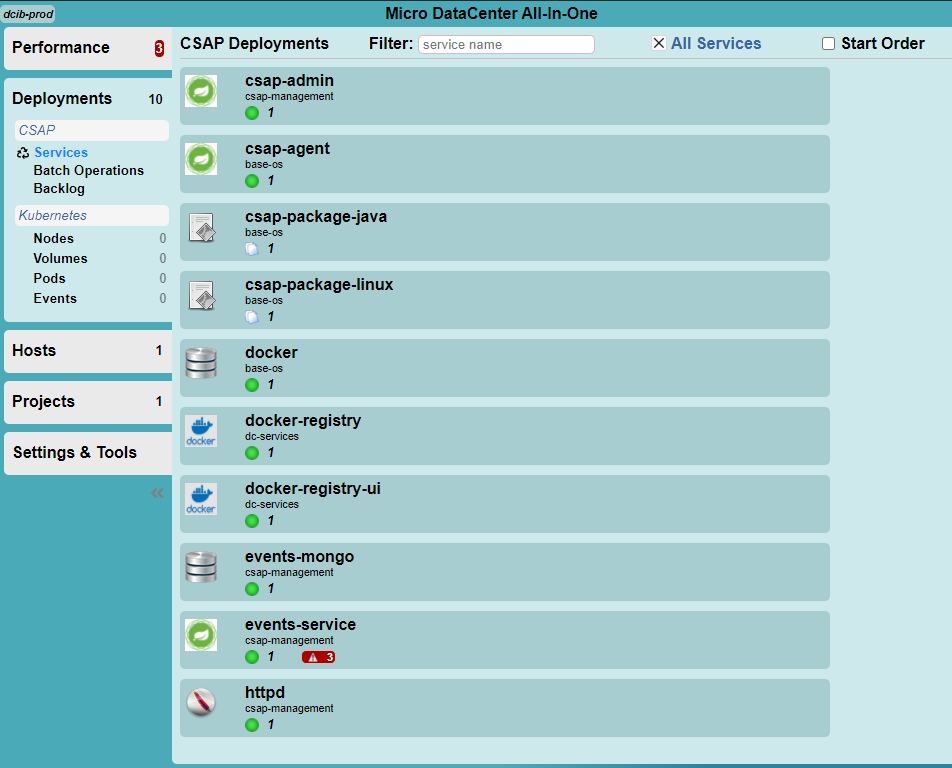 dcib-prod
Micro DataCenter All-In-One
Performance 3
Deployments 10
CSAP
Services
Batch Operations
Backlog
Kubernetes
Nodes 0
Volumes 0
Pods 0
Events 0
Hosts 1
Projects 1
Settings & Tools
CSAP Deployments Filter: service name All Services Start Order
csap-admin
csap-management
1
csap-agent
base-os
1
csap-package-java
base-os
1
csap-package-linux
base-os
1
docker
base-os
1
docker
docker-registry
dc-services
1
docker
docker-registry-ui
dc-services
1
events-mongo
csap-management
1
events-service
csap-management
1 3
httpd
csap-management
1